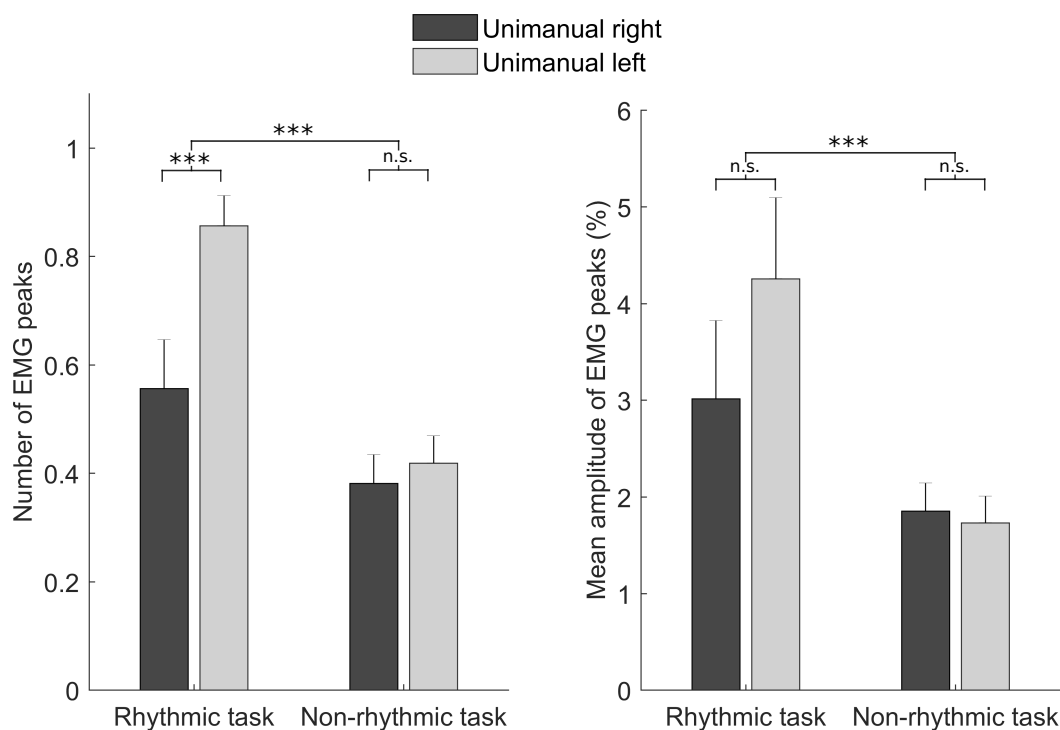 Unimanual right
Unimanual left
Number of EMG peaks
1
0.8
0.6
0.4
0.2
0
***
***
n.s.
Rhythmic task
Non-rhythmic task
Mean amplitude of EMG peaks (%)
6
5
4
3
2
1
0
***
n.s.
n.s.
Rhythmic task
Non-rhythmic task